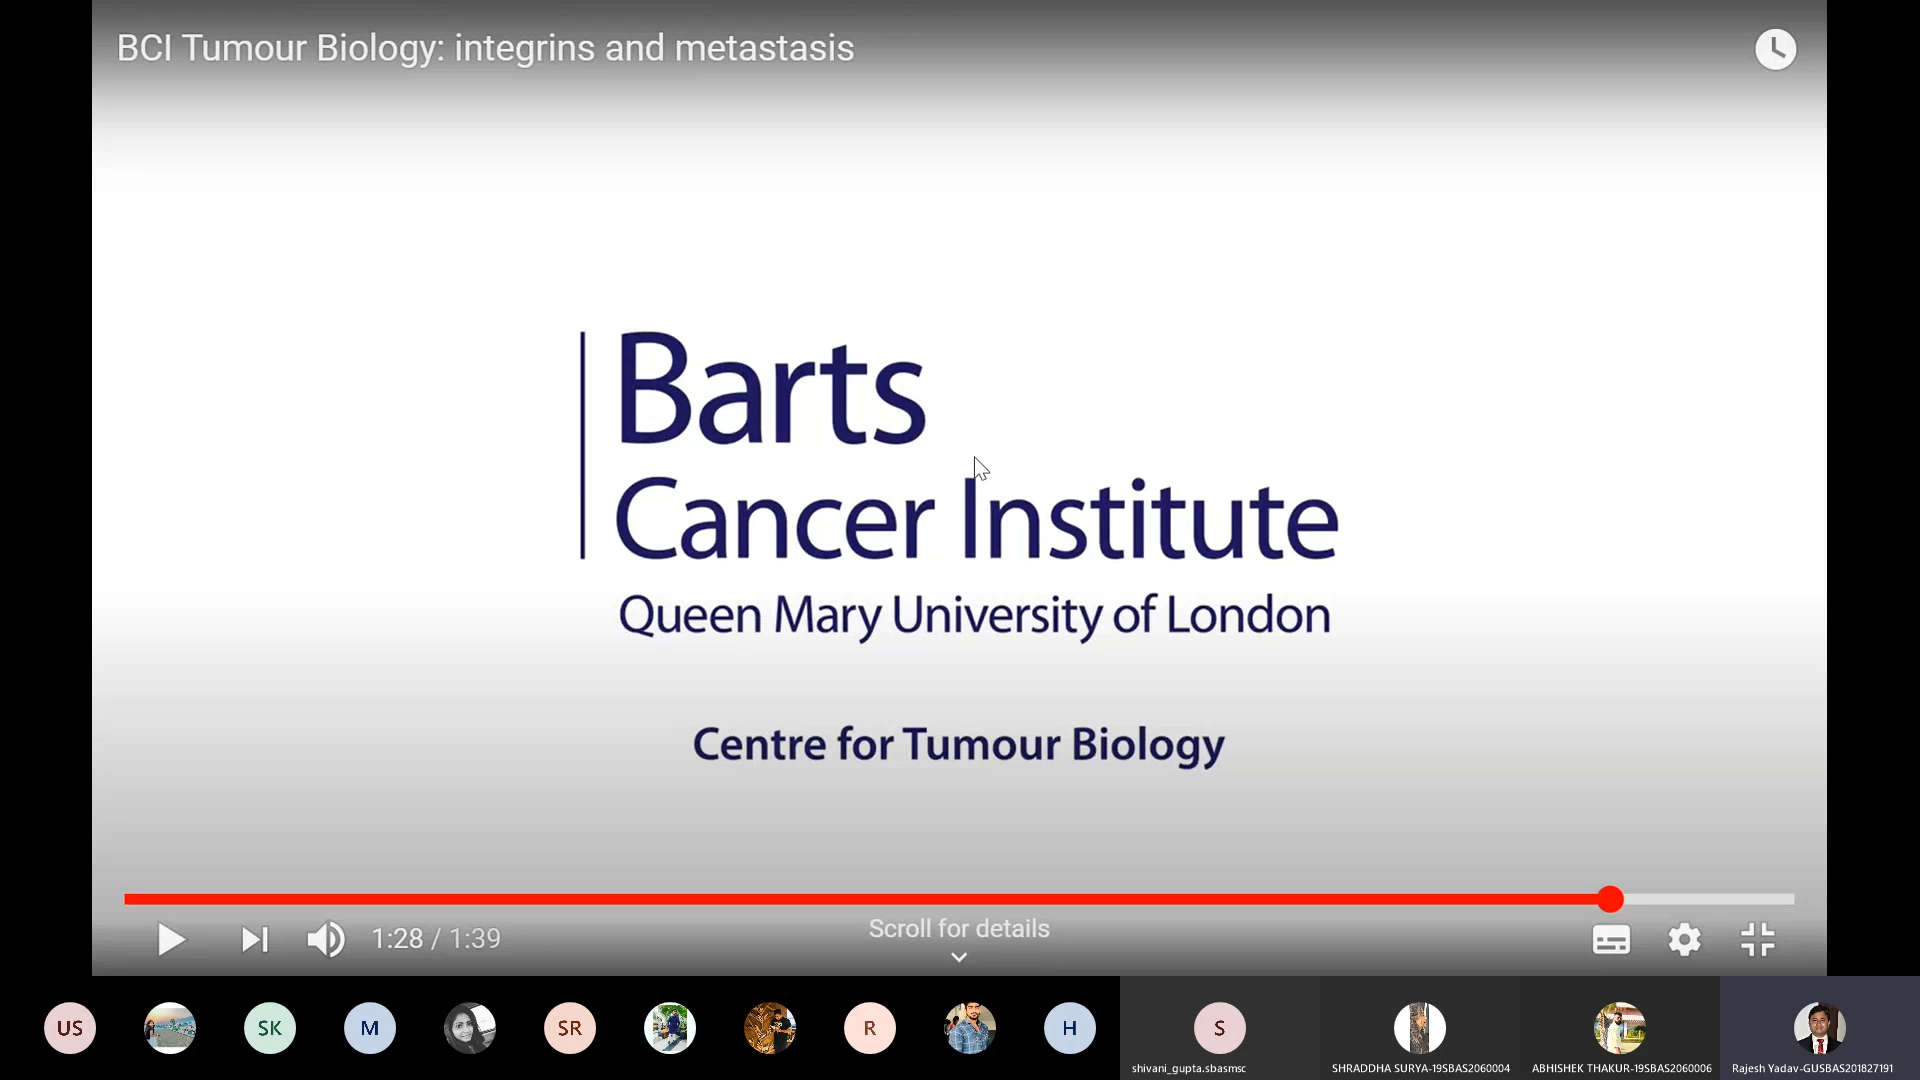 BCI Tumour Biology: integrins and metastasis
Barts
Cancer Institute
Queen Mary University of London
Centre for Tumour Biology
1:28 / 1:39
Scroll for details
US
SK
M
SR
R
H
S
shivani_gupta.sbasmsc
SHRADDHA SURYA-19SBAS2060004
ABHISHEK THAKUR-19SBAS2060006
Rajesh Yadav-GUSBAS201827191